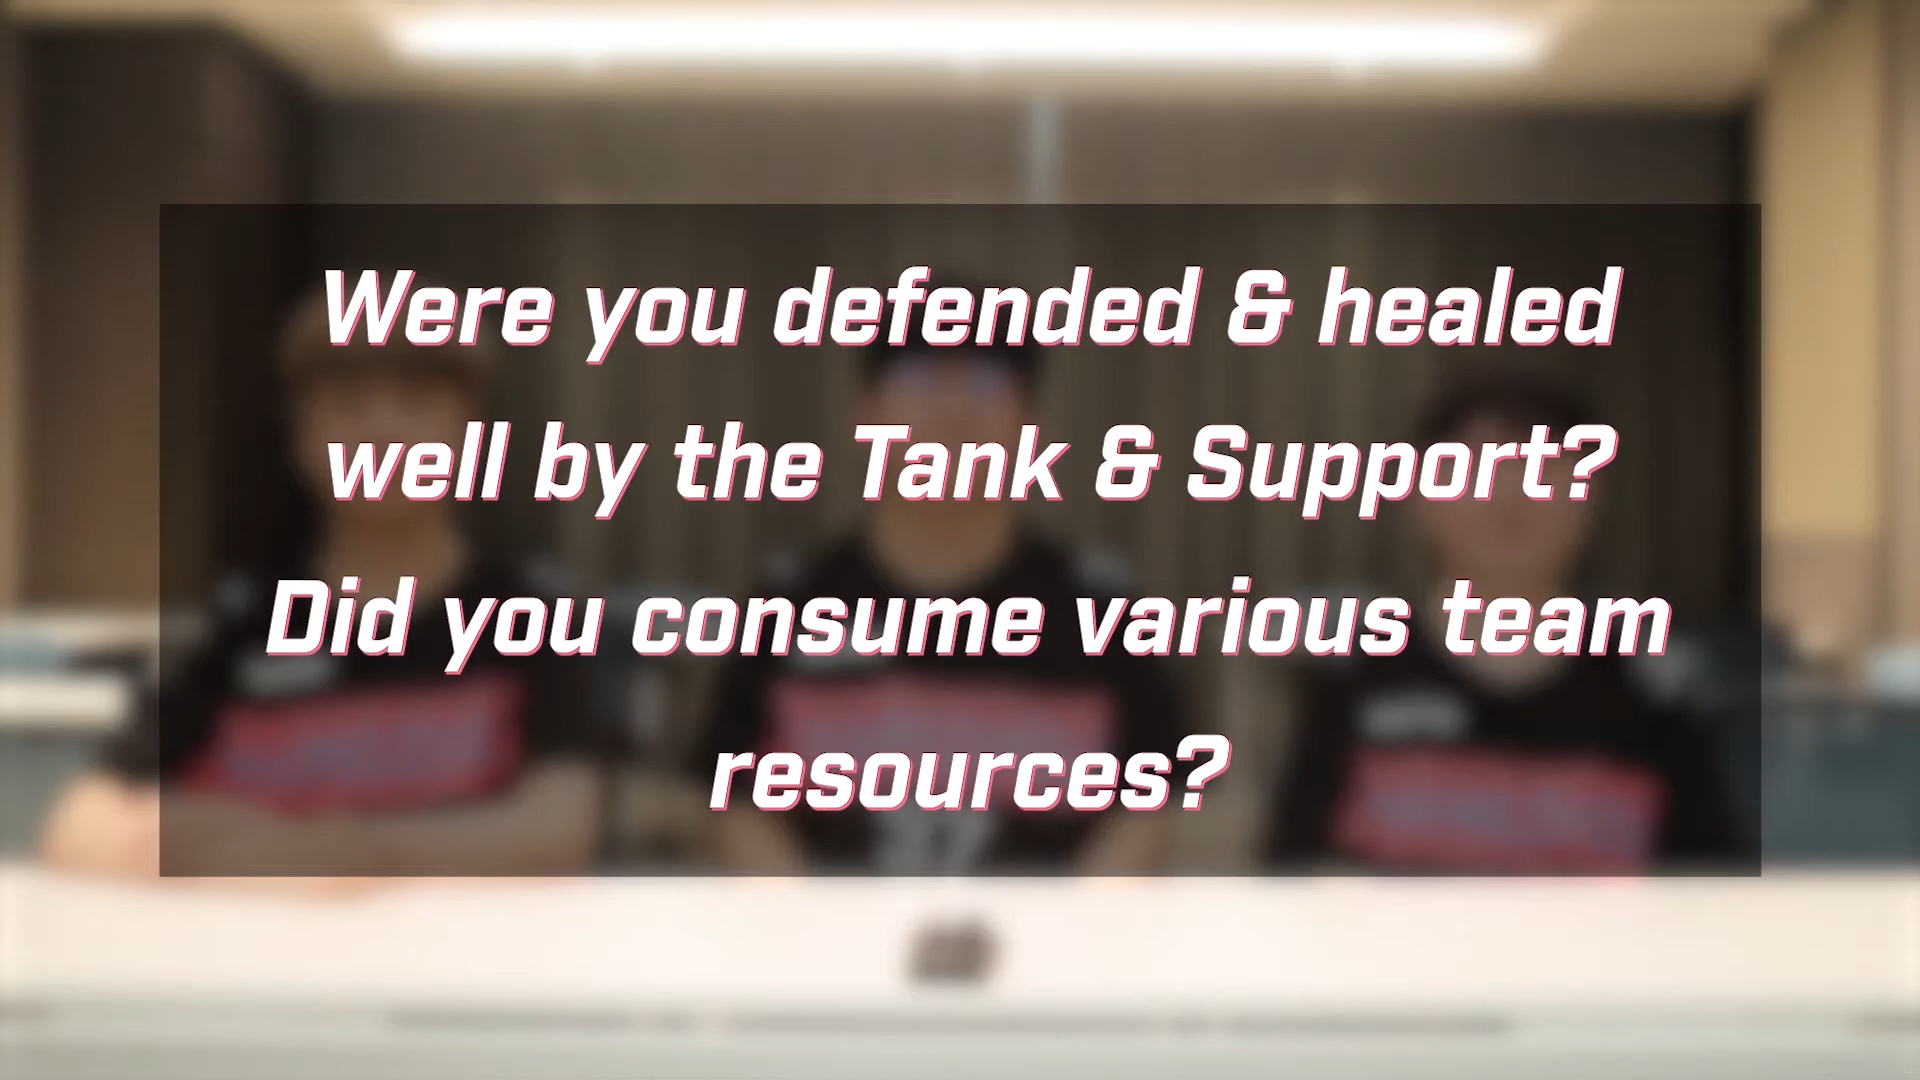 Were you defended & healed
well by the Tank & Support?
Did you consume various team
resources?